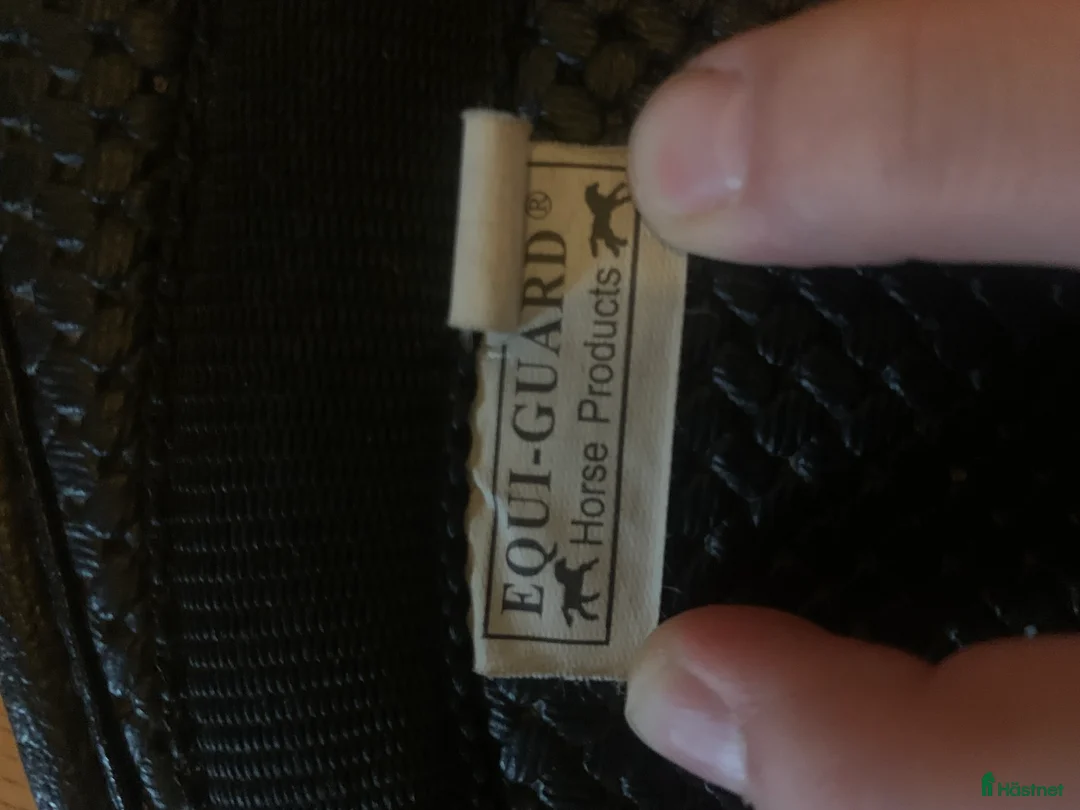 EQUI-GUARD®
Horse Products
Hästnet